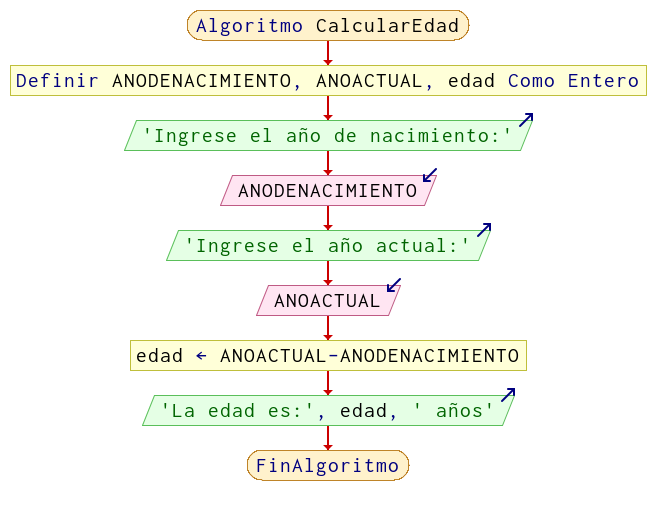 Algoritmo CalcularEdad
Definir ANODENACIMIENTO, ANOACTUAL, edad Como Entero
'Ingrese el año de nacimiento:'
ANODENACIMIENTO
'Ingrese el año actual:'
ANOACTUAL
edad ← ANOACTUAL-ANODENACIMIENTO
'La edad es:', edad, ' años'
FinAlgoritmo